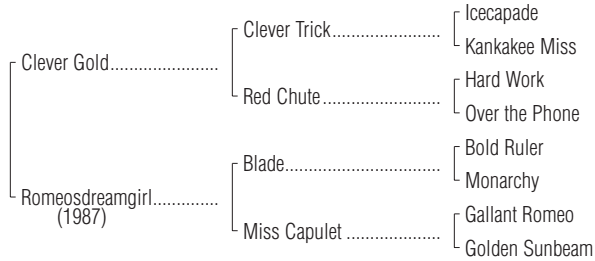 Icecapade
Clever Trick........................
Kankakee Miss
Clever Gold........................
Hard Work
Red Chute..........................
Over the Phone
Bold Ruler
Blade..................................
Monarchy
Romeosdreamgirl..............
(1987)
Gallant Romeo
Miss Capulet .....................
Golden Sunbeam